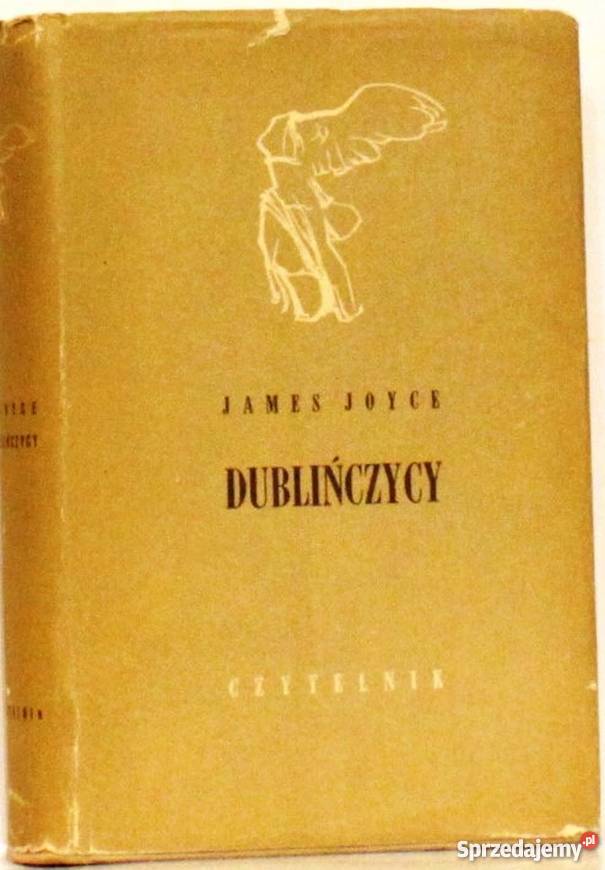 JAMES JOYCE
DUBLIŃCZYCY
CZYTELNIK
Sprzedajemy.pl